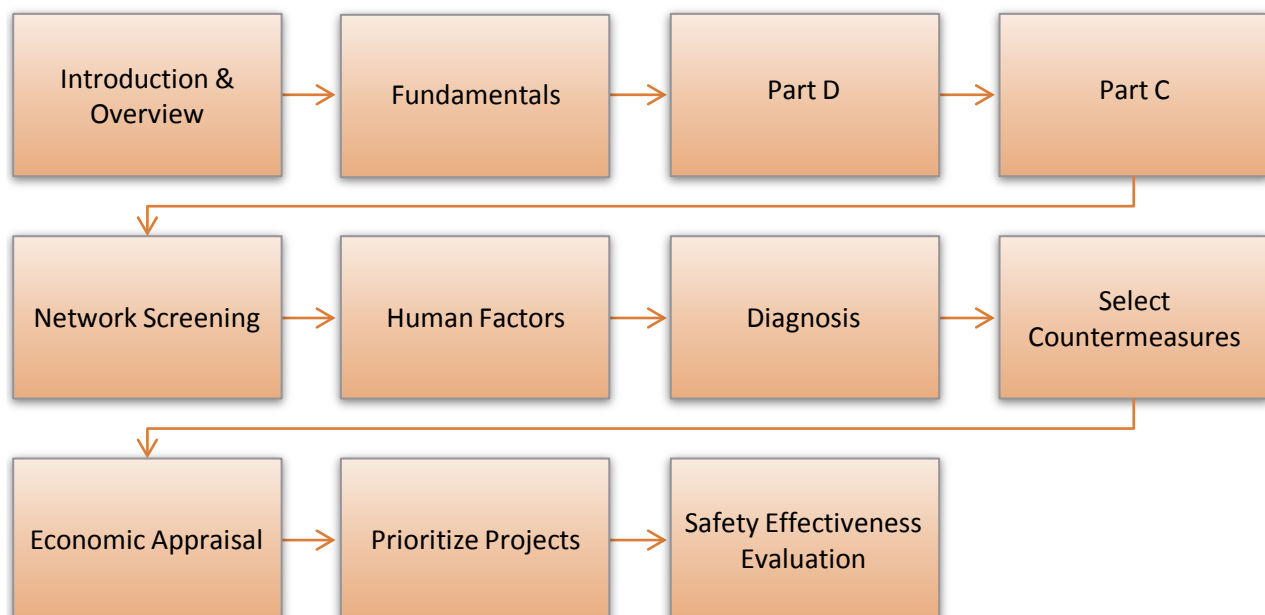 Introduction &
Overview
Fundamentals
Part D
Part C
Network Screening
Human Factors
Diagnosis
Select
Countermeasures
Economic Appraisal
Prioritize Projects
Safety Effectiveness
Evaluation